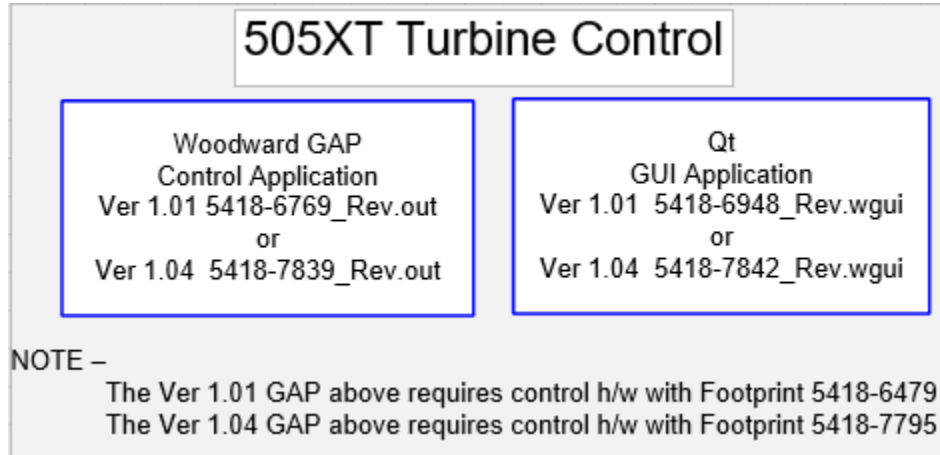 505XT Turbine Control
Woodward GAP
Control Application
Ver 1.01 5418-6769_Rev.out
or
Ver 1.04 5418-7839_Rev.out
Qt
GUI Application
Ver 1.01 5418-6948_Rev.wgui
or
Ver 1.04 5418-7842_Rev.wgui
NOTE –
The Ver 1.01 GAP above requires control h/w with Footprint 5418-6479
The Ver 1.04 GAP above requires control h/w with Footprint 5418-7795